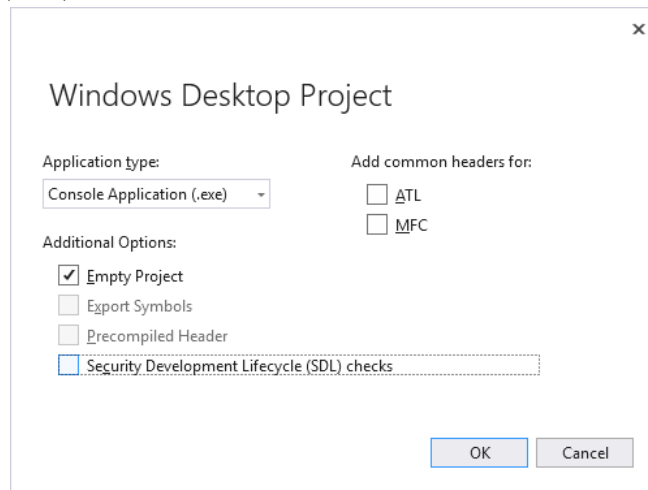 Windows Desktop Project
Application type:
Console Application (.exe)
Additional Options:
Empty Project
Export Symbols
Precompiled Header
Security Development Lifecycle (SDL) checks
Add common headers for:
ATL
MFC
OK
Cancel